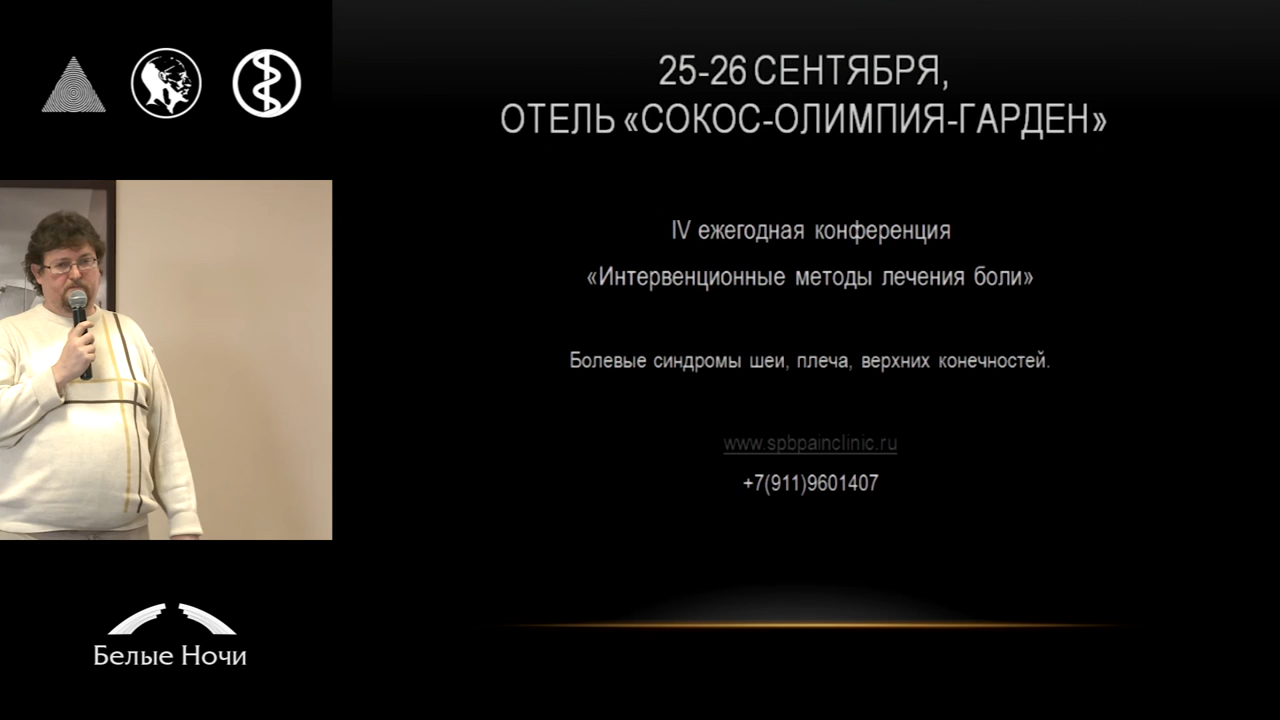 25-26 СЕНТЯБРЯ,
ОТЕЛЬ «СОКОС-ОЛИМПИЯ-ГАРДЕН»
IV ежегодная конференция
«Интервенционные методы лечения боли»
Болевые синдромы шеи, плеча, верхних конечностей.
www.spbpainclinic.ru
+7(911)9601407
Белые Ночи